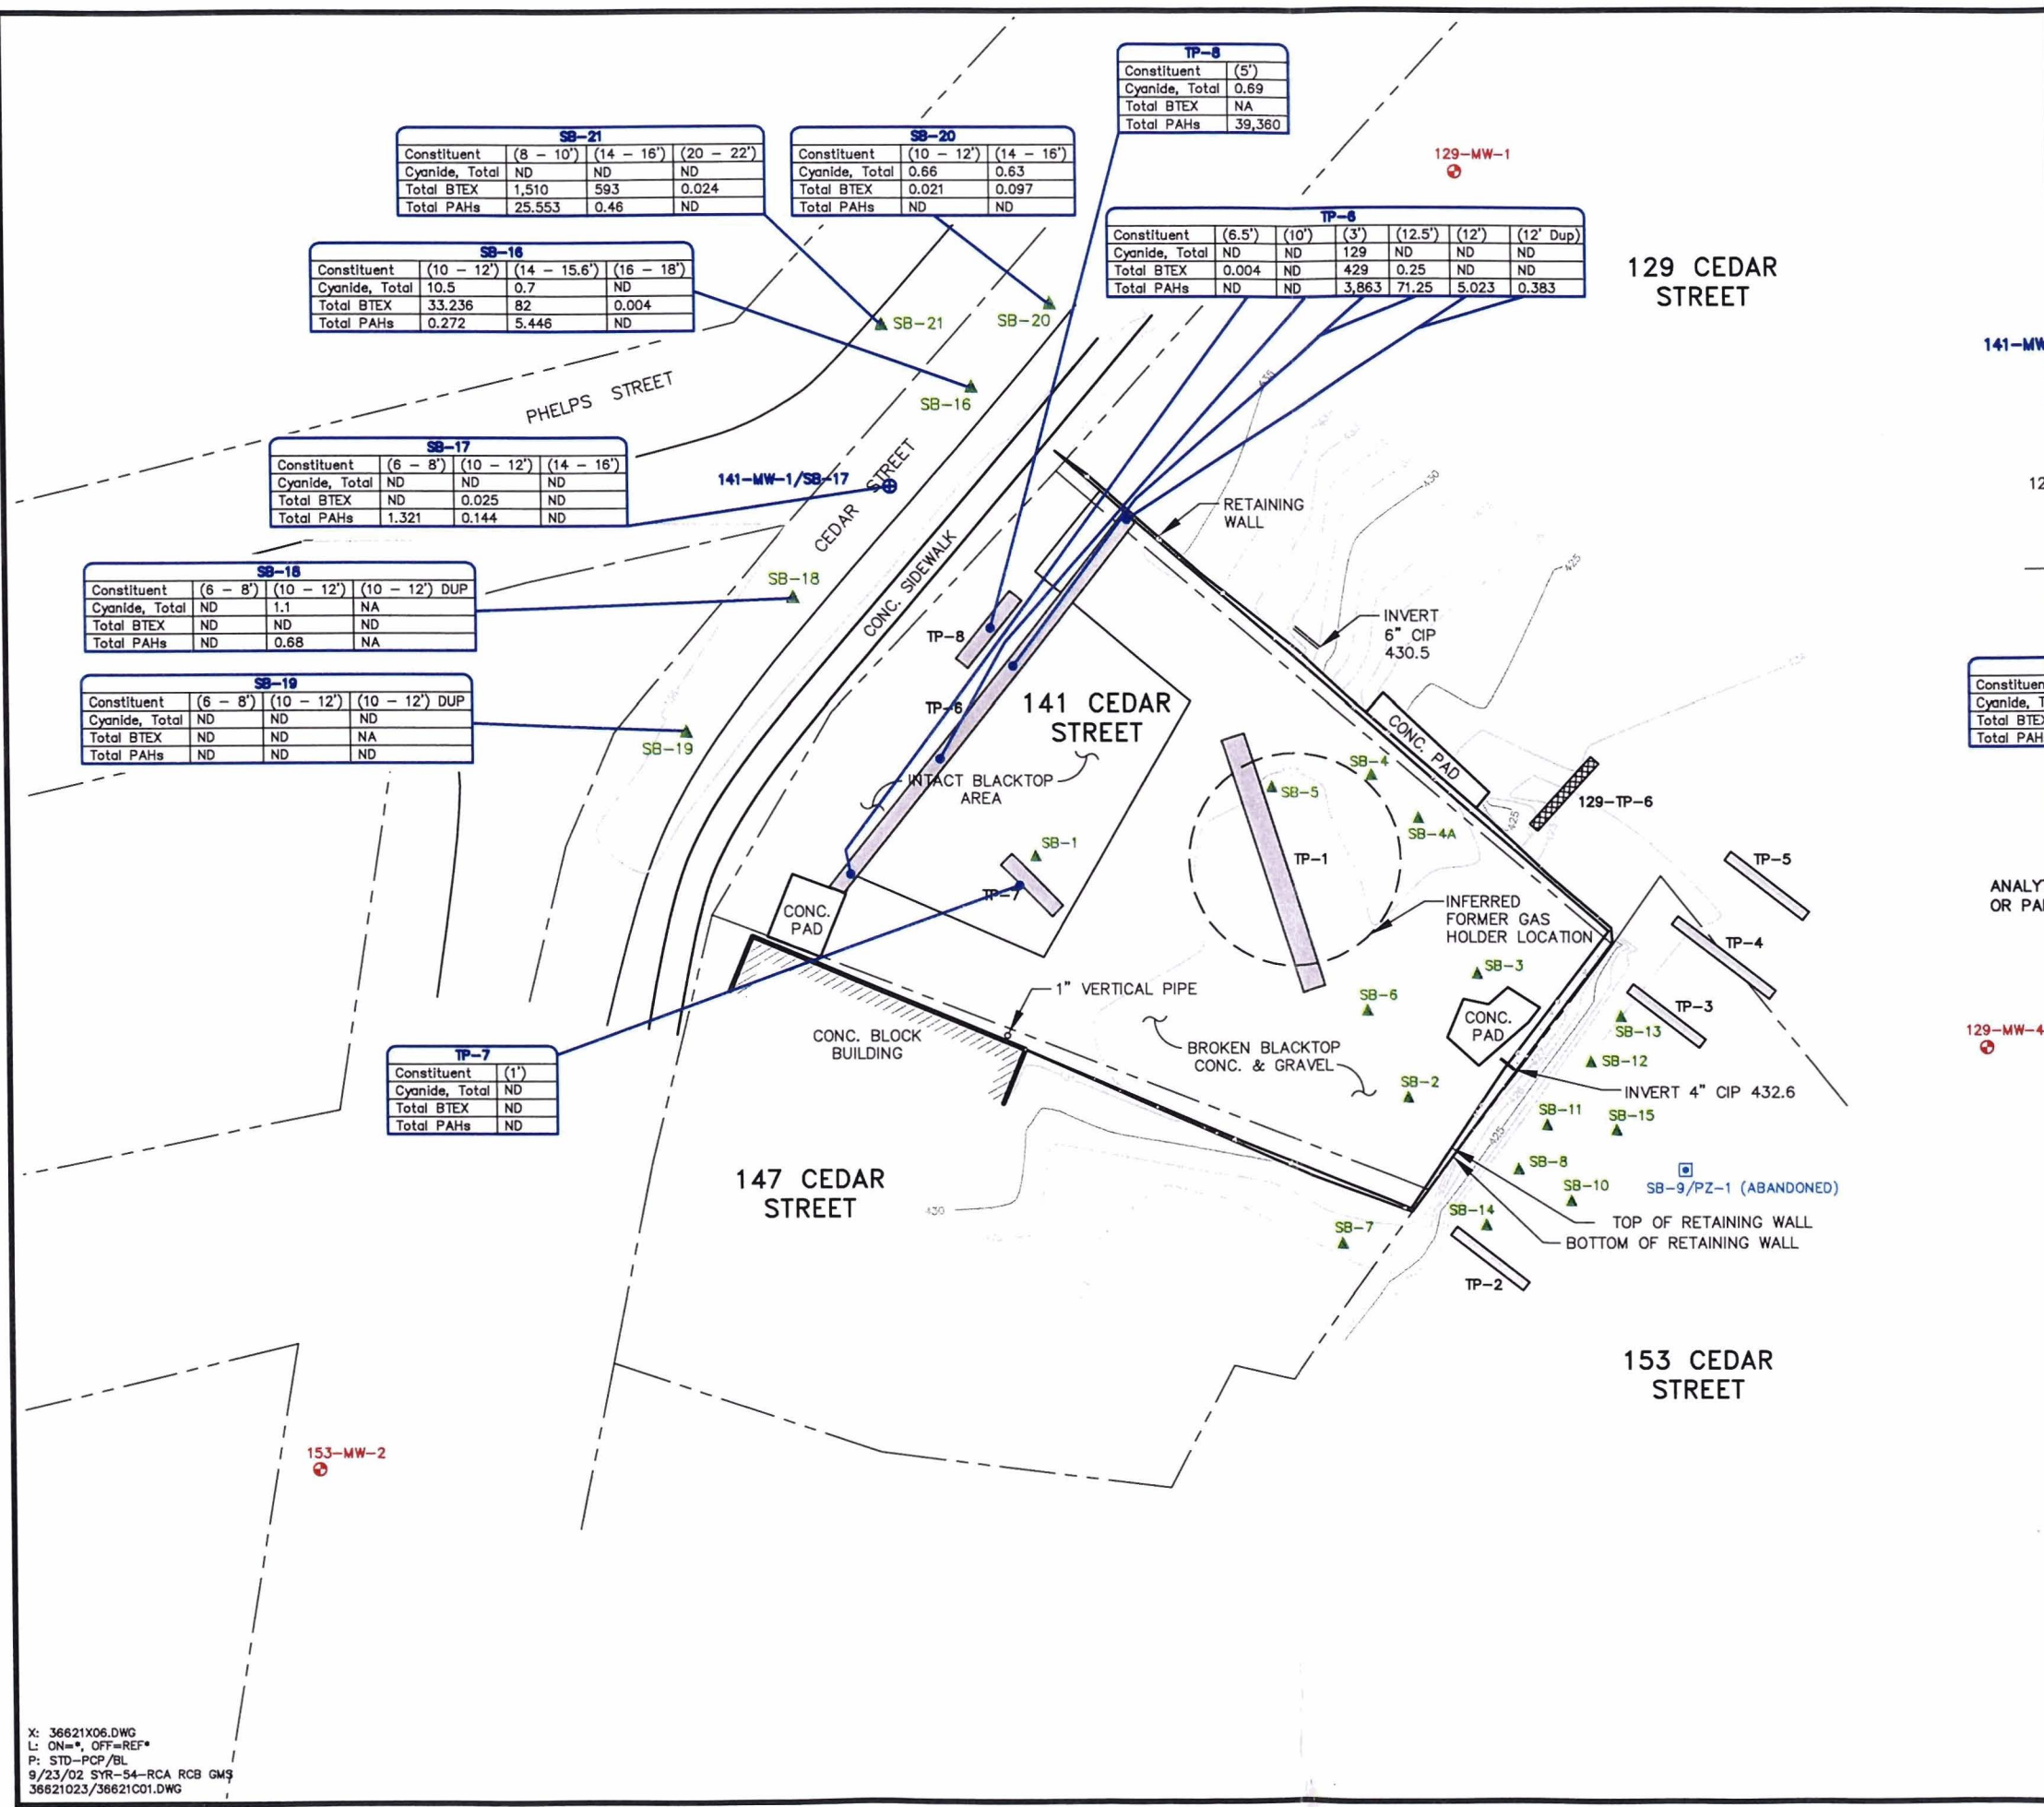 TP-8
Constituent (5')
Cyanide, Total 0.69
Total BTEX NA
Total PAHs 39,360
SB-21
Constituent (8 - 10') (14 - 16') (20 - 22')
Cyanide, Total ND ND ND
Total BTEX 1,510 593 0.024
Total PAHs 25.553 0.46 ND
SB-20
Constituent (10 - 12') (14 - 16')
Cyanide, Total 0.66 0.63
Total BTEX 0.021 0.097
Total PAHs ND ND
129-MW-1
TP-6
Constituent (6.5') (10') (3') (12.5') (12') (12' Dup)
Cyanide, Total ND ND 129 ND ND ND
Total BTEX 0.004 ND 429 0.25 ND ND
Total PAHs ND ND 3,863 71.25 5.023 0.383
129 CEDAR
STREET
SB-16
Constituent (10 - 12') (14 - 15.6') (16 - 18')
Cyanide, Total 10.5 0.7 ND
Total BTEX 33.236 82 0.004
Total PAHs 0.272 5.446 ND
SB-21
SB-20
141-MW
SB-16
PHELPS STREET
430
SB-17
Constituent (6 - 8') (10 - 12') (14 - 16')
Cyanide, Total ND ND ND
Total BTEX ND 0.025 ND
Total PAHs 1.321 0.144 ND
141-MW-1/SB-17
CEDAR STREET
CONC. SIDEWALK
RETAINING
WALL
430
12
425
SB-18
Constituent (6 - 8') (10 - 12') (10 - 12') DUP
Cyanide, Total ND 1.1 NA
Total BTEX ND ND ND
Total PAHs ND 0.68 NA
SB-18
INVERT
6" CIP
430.5
TP-8
SB-19
Constituent (6 - 8') (10 - 12') (10 - 12') DUP
Cyanide, Total ND ND ND
Total BTEX ND ND NA
Total PAHs ND ND ND
SB-19
TP-6
141 CEDAR
STREET
CONC. PAD
Constituen
Cyanide, T
Total BTE
Total PAH
INTACT BLACKTOP
AREA
SB-4
SB-5
129-TP-6
SB-4A
425
SB-1
TP-1
TP-5
TP-7
CONC.
PAD
INFERRED
FORMER GAS
HOLDER LOCATION
ANALY
OR PA
TP-4
SB-3
1" VERTICAL PIPE
SB-6
TP-3
CONC.
PAD
SB-13
129-MW-4
CONC. BLOCK
BUILDING
BROKEN BLACKTOP
CONC. & GRAVEL
SB-12
TP-7
Constituent (1')
Cyanide, Total ND
Total BTEX ND
Total PAHs ND
SB-2
INVERT 4" CIP 432.6
SB-11
SB-15
425
SB-8
147 CEDAR
STREET
SB-10
SB-9/PZ-1 (ABANDONED)
430
SB-14
SB-7
TOP OF RETAINING WALL
BOTTOM OF RETAINING WALL
TP-2
153 CEDAR
STREET
153-MW-2
X: 36621X06.DWG
L: ON=*, OFF=REF*
P: STD-PCP/BL
9/23/02 SYR-54-RCA RCB GMS
36621023/36621C01.DWG